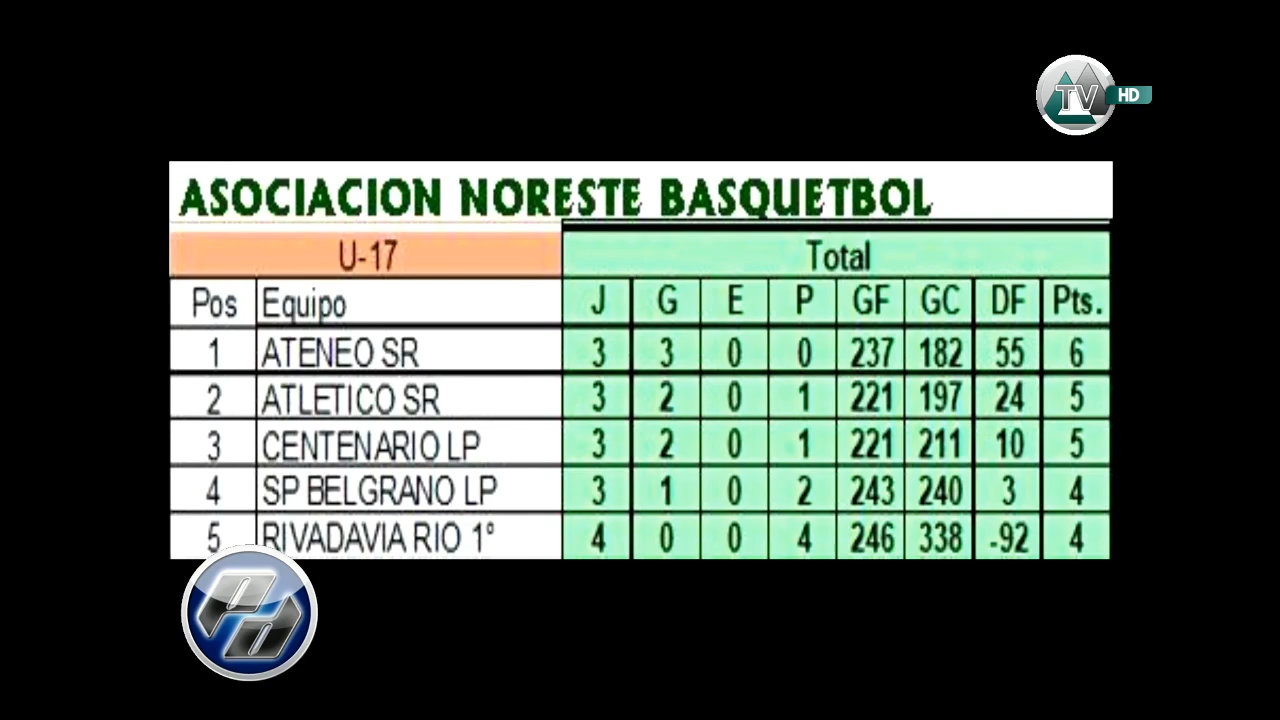 TV HD
ASOCIACION NORESTE BASQUETBOL
U-17 Total
Pos Equipo J G E P GF GC DF Pts.
1 ATENEO SR 3 3 0 0 237 182 55 6
2 ATLETICO SR 3 2 0 1 221 197 24 5
3 CENTENARIO LP 3 2 0 1 221 211 10 5
4 SP BELGRANO LP 3 1 0 2 243 240 3 4
5 RIVADAVIA RIO 1° 4 0 0 4 246 338 -92 4